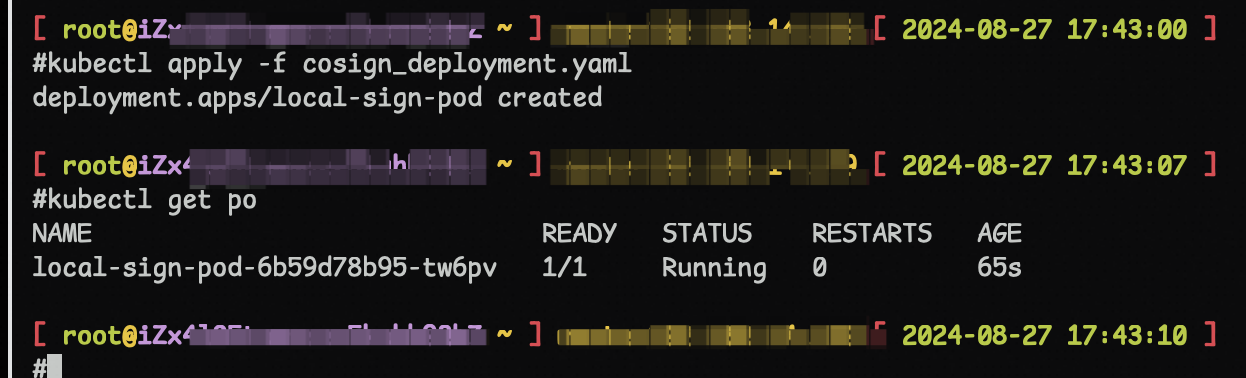 [ root@iZx ~ ] [ 2024-08-27 17:43:00 ]
#kubectl apply -f cosign_deployment.yaml
deployment.apps/local-sign-pod created
[ root@iZx4 ~ ] [ 2024-08-27 17:43:07 ]
#kubectl get po
NAME READY STATUS RESTARTS AGE
local-sign-pod-6b59d78b95-tw6pv 1/1 Running 0 65s
[ root@iZx4 ~ ] [ 2024-08-27 17:43:10 ]
#